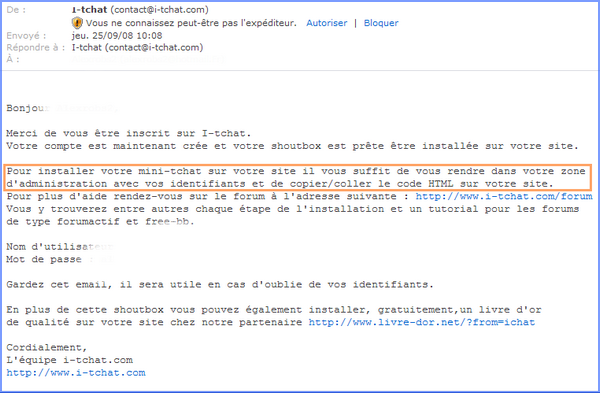 De : I-tchat (contact@i-tchat.com)
Vous ne connaissez peut-être pas l'expéditeur. Autoriser | Bloquer
Envoyé : jeu. 25/09/08 10:08
Répondre à : I-tchat (contact@i-tchat.com)
À :
Bonjour
Merci de vous être inscrit sur I-tchat.
Votre compte est maintenant crée et votre shoutbox est prête être installée sur votre site.
Pour installer votre mini-tchat sur votre site il vous suffit de vous rendre dans votre zone
d'administration avec vos identifiants et de copier/coller le code HTML sur votre site.
Pour plus d'aide rendez-vous sur le forum à l'adresse suivante : http://www.i-tchat.com/forum
Vous y trouverez entre autres chaque étape de l'installation et un tutorial pour les forums
de type forumactif et free-bb.
Nom d'utilisateur
Mot de passe :
Gardez cet email, il sera utile en cas d'oublie de vos identifiants.
En plus de cette shoutbox vous pouvez également installer, gratuitement,un livre d'or
de qualité sur votre site chez notre partenaire http://www.livre-dor.net/?from=ichat
Cordialement,
L'équipe i-tchat.com
http://www.i-tchat.com